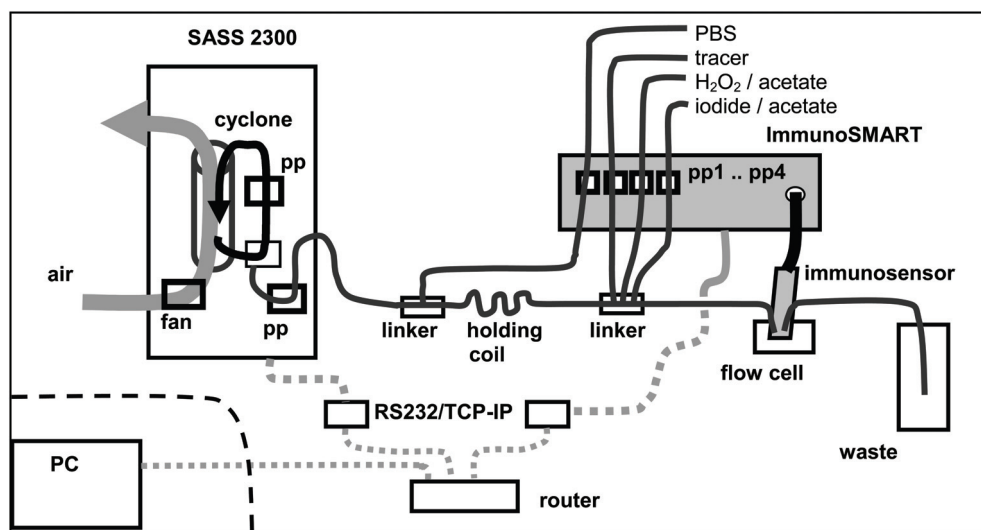 SASS 2300
PBS
tracer
H₂O₂ / acetate
iodide / acetate
ImmunoSMART
cyclone
pp
pp1 .. pp4
air
immunosensor
fan
pp
linker
holding
coil
linker
flow cell
RS232/TCP-IP
waste
PC
router